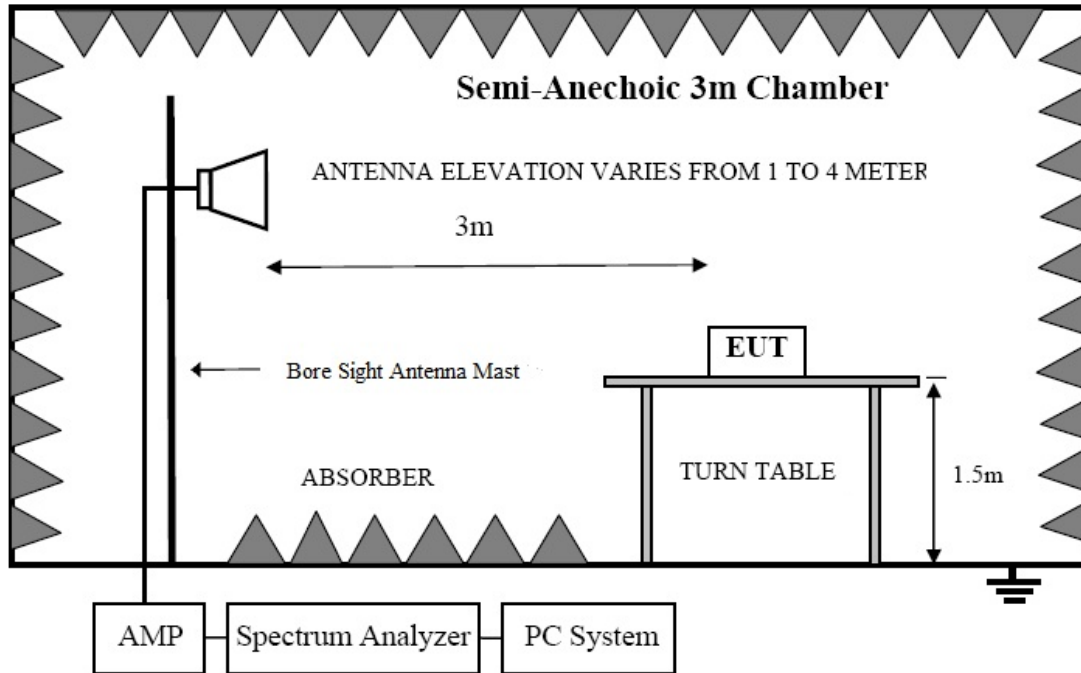 Semi-Anechoic 3m Chamber
ANTENNA ELEVATION VARIES FROM 1 TO 4 METER
3m
EUT
Bore Sight Antenna Mast
ABSORBER
TURN TABLE
1.5m
AMP
Spectrum Analyzer
PC System